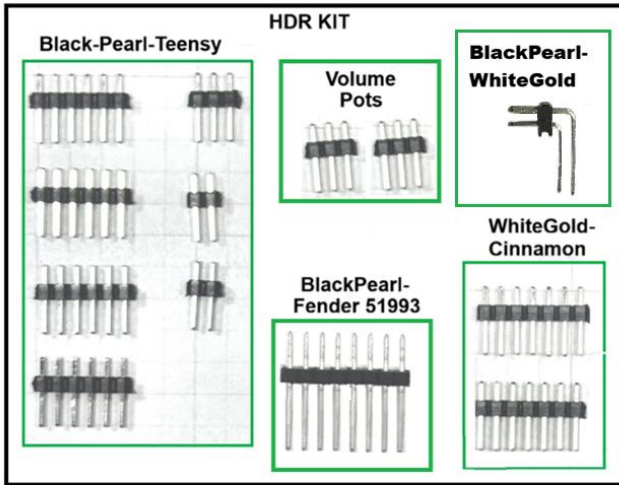 HDR KIT
Black-Pearl-Teensy
Volume
Pots
BlackPearl-
WhiteGold
BlackPearl-
Fender 51993
WhiteGold-
Cinnamon